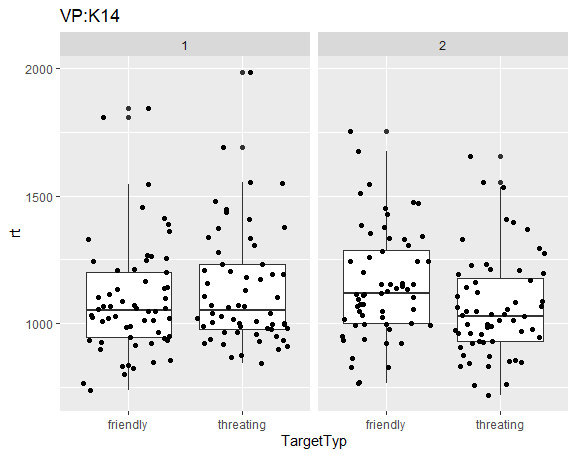 VP:K14
1 2
2000
1500
1000
rt
friendly threating friendly threating
TargetTyp